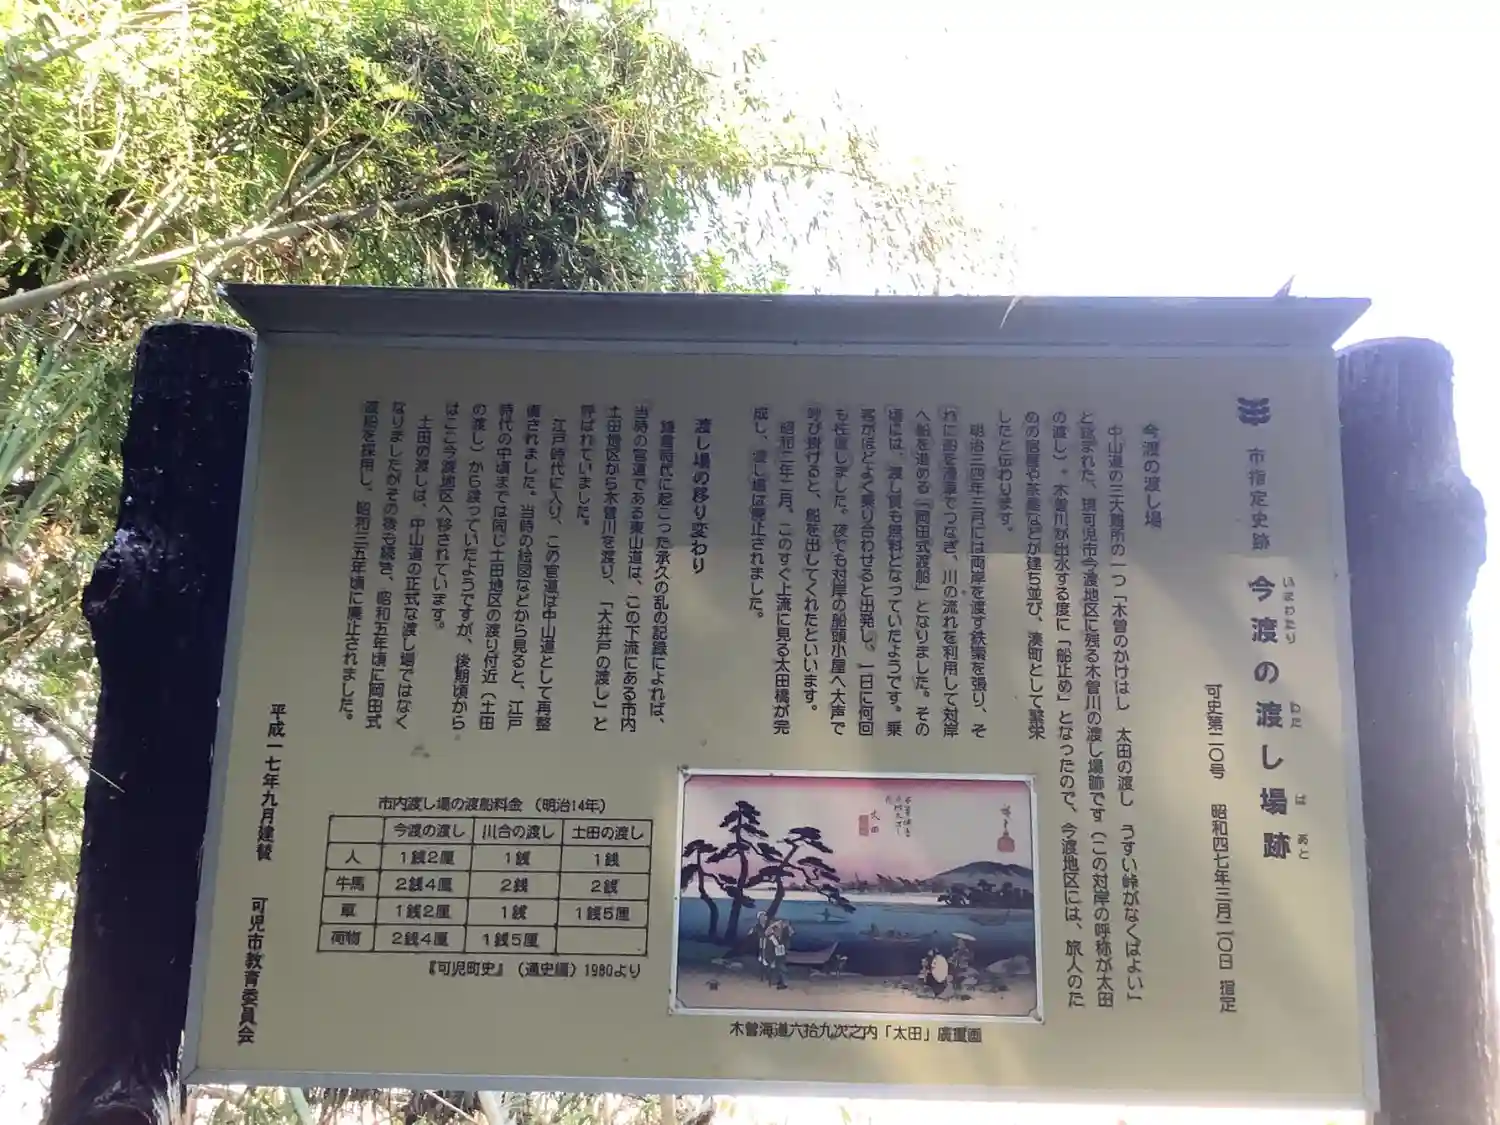 市指定史跡 今渡の渡し場跡
いまわたり わた ば あと
可史第二〇号 昭和四七年三月二〇日 指定
今渡の渡し場
中山道の三大難所の一つ「木曽のかけはし 太田の渡し うすい峠がなくばよい」
と詠まれた、現可児市今渡地区に残る木曽川の渡し場跡です(この対岸の呼称が太田
の渡し)。木曽川が出水する度に「船止め」となったので、今渡地区には、旅人のた
めの宿屋や茶屋などが建ち並び、湊町として繁栄
したと伝わります。
明治三四年三月には両岸を渡す鉄索を張り、そ
れに船を滑車でつなぎ、川の流れを利用して対岸
へ船を進める「岡田式渡船」となりました。その
頃には、渡し賃も無料となっていたようです。乗
客がほどよく乗り合わせると出発し、一日に何回
も往復しました。夜でも対岸の船頭小屋へ大声で
呼び掛けると、船を出してくれたといいます。
昭和二年二月、このすぐ上流に見る太田橋が完
成し、渡し場は廃止されました。
渡し場の移り変わり
鎌倉時代に起こった承久の乱の記録によれば、
当時の官道である東山道は、この下流にある市内
土田地区から木曽川を渡り、「大井戸の渡し」と
呼ばれていました。
江戸時代に入り、この官道は中山道として再整
備されました。当時の絵図などから見ると、江戸
時代の中頃までは同じ土田地区の渡り付近(土田
の渡し)から渡っていたようですが、後期頃から
はここ今渡地区へ移されています。
土田の渡しは、中山道の正式な渡し場ではなく
なりましたがその後も続き、昭和五年頃に岡田式
渡船を採用し、昭和三五年頃に廃止されました。
平成一七年九月建替 可児市教育委員会
市内渡し場の渡船料金 (明治14年)
今渡の渡し 川合の渡し 土田の渡し
人 1銭2厘 1銭 1銭
牛馬 2銭4厘 2銭 2銭
車 1銭2厘 1銭 1銭5厘
荷物 2銭4厘 1銭5厘
『可児町史』(通史編)1980より
太田
木曽海道六拾九次之内「太田」廣重画